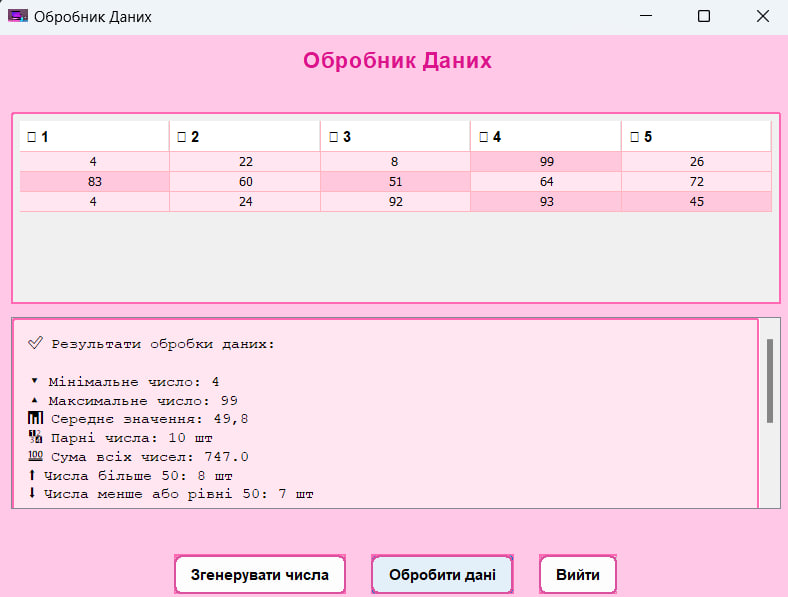 Обробник Даних
Обробник Даних
1 2 3 4 5
4 22 8 99 26
83 60 51 64 72
4 24 92 93 45
Результати обробки даних:
Мінімальне число: 4
Максимальне число: 99
Середнє значення: 49,8
Парні числа: 10 шт
Сума всіх чисел: 747.0
Числа більше 50: 8 шт
Числа менше або рівні 50: 7 шт
Згенерувати числа Обробити дані Вийти